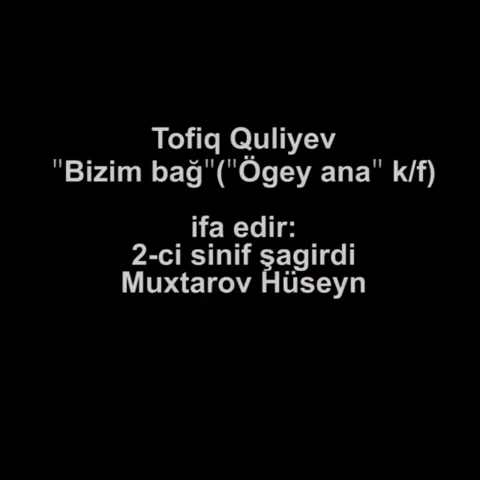 Tofiq Quliyev
"Bizim bağ"("Ögey ana" k/f)
ifa edir:
2-ci sinif şagirdi
Muxtarov Hüseyn